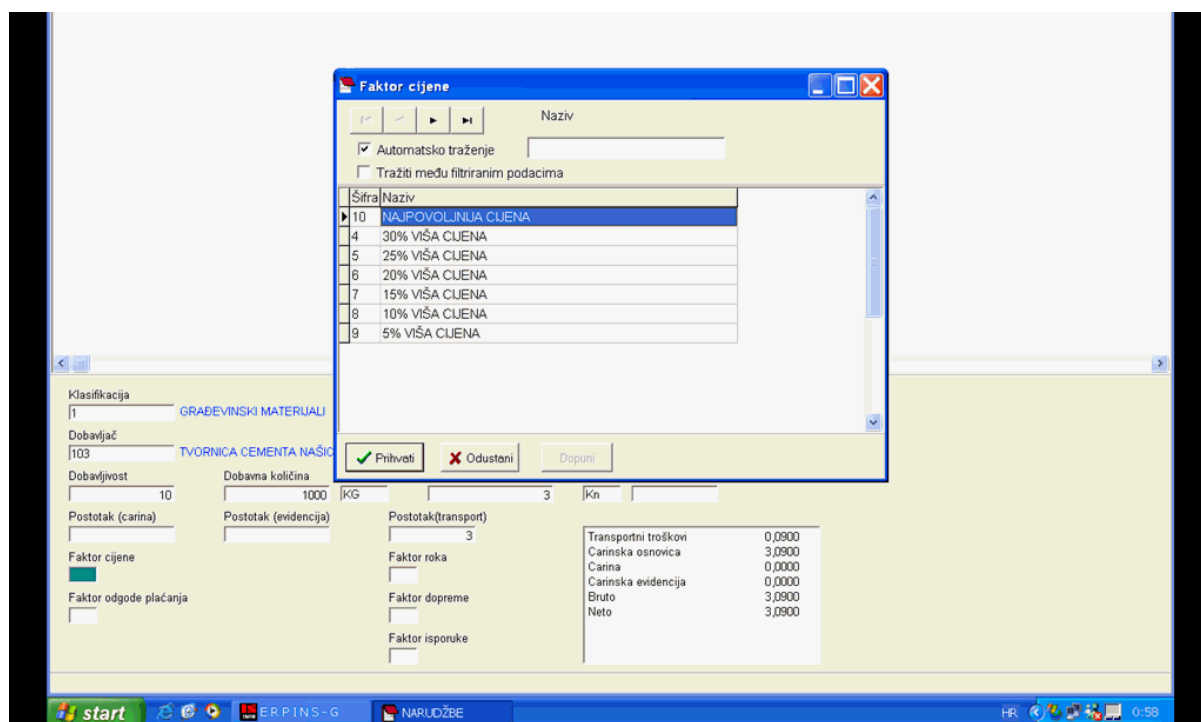 Faktor cijene
Naziv
Automatsko traženje
Tražiti među filtriranim podacima
Šifra Naziv
10 NAJPOVOLJNIJA CIJENA
4 30% VIŠA CIJENA
5 25% VIŠA CIJENA
6 20% VIŠA CIJENA
7 15% VIŠA CIJENA
8 10% VIŠA CIJENA
9 5% VIŠA CIJENA
Prihvati Odustani Dopuni
Klasifikacija
1 GRAĐEVINSKI MATERIJALI
Dobavljač
103 TVORNICA CEMENTA NAŠIC
Dobavljivost Dobavna količina
10 1000 KG 3 Kn
Postotak (carina) Postotak (evidencija) Postotak(transport)
3
Faktor cijene Faktor roka
Faktor odgode plaćanja Faktor dopreme
Faktor isporuke
Transportni troškovi 0,0900
Carinska osnovica 3,0900
Carina 0,0000
Carinska evidencija 0,0000
Bruto 3,0900
Neto 3,0900
start ERPINS-G NARUDŽBE HR 0:58